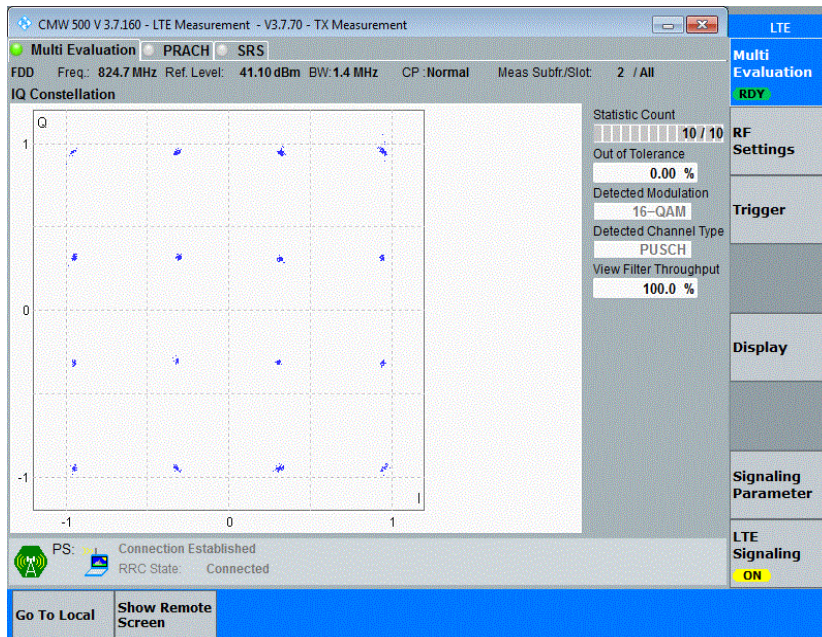 CMW 500 V 3.7.160 - LTE Measurement - V3.7.70 - TX Measurement
LTE
Multi Evaluation PRACH SRS
Multi
Evaluation
RDY
FDD Freq.: 824.7 MHz Ref. Level: 41.10 dBm BW: 1.4 MHz CP : Normal Meas Subfr./Slot: 2 / All
IQ Constellation
Q
1
0
-1
-1 0 1
I
Statistic Count
10 / 10
Out of Tolerance
0.00 %
Detected Modulation
16-QAM
Detected Channel Type
PUSCH
View Filter Throughput
100.0 %
RF
Settings
Trigger
Display
Signaling
Parameter
LTE
Signaling
ON
PS: Connection Established
RRC State: Connected
Go To Local
Show Remote
Screen